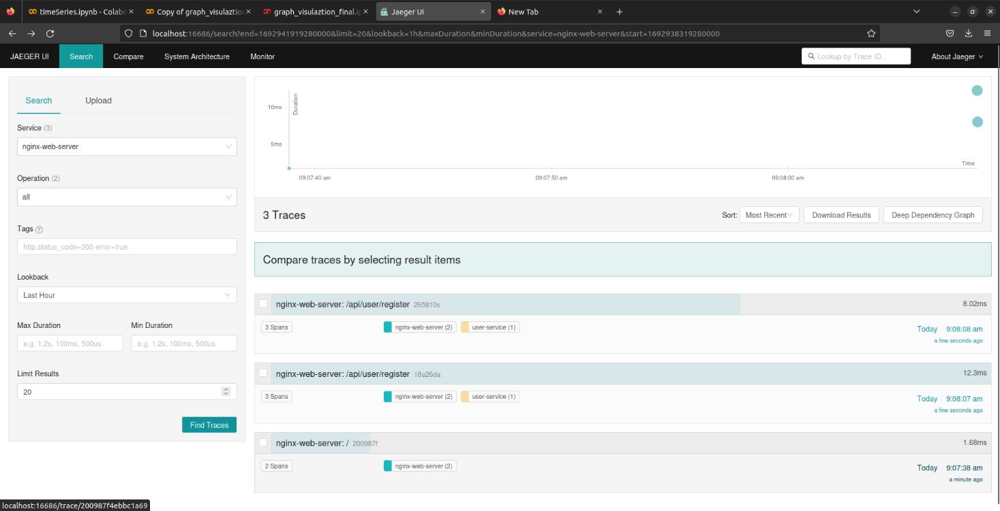 timeSeries.ipynb - Colabo
Copy of graph_visulaztion
graph_visulaztion_final.ip
Jaeger UI
New Tab
localhost:16686/search?end=1692941919280000&limit=20&lookback=1h&maxDuration&minDuration&service=nginx-web-server&start=1692938319280000
JAEGER UI
Search
Compare
System Architecture
Monitor
Lookup by Trace ID...
About Jaeger
Search
Upload
Service (3)
nginx-web-server
Operation (2)
all
Tags ?
http.status_code=200 error=true
Lookback
Last Hour
Max Duration
Min Duration
e.g. 1.2s, 100ms, 500us
e.g. 1.2s, 100ms, 500us
Limit Results
20
Find Traces
Duration
10ms
5ms
Time
09:07:40 am
09:07:50 am
09:08:00 am
3 Traces
Sort:
Most Recent
Download Results
Deep Dependency Graph
Compare traces by selecting result items
nginx-web-server: /api/user/register 265810c
8.02ms
3 Spans
nginx-web-server (2)
user-service (1)
Today 9:08:08 am
a few seconds ago
nginx-web-server: /api/user/register 18a26da
12.3ms
3 Spans
nginx-web-server (2)
user-service (1)
Today 9:08:07 am
a few seconds ago
nginx-web-server: / 200987f
1.68ms
2 Spans
nginx-web-server (2)
Today 9:07:38 am
a minute ago
localhost:16686/trace/200987f4ebbc1a69